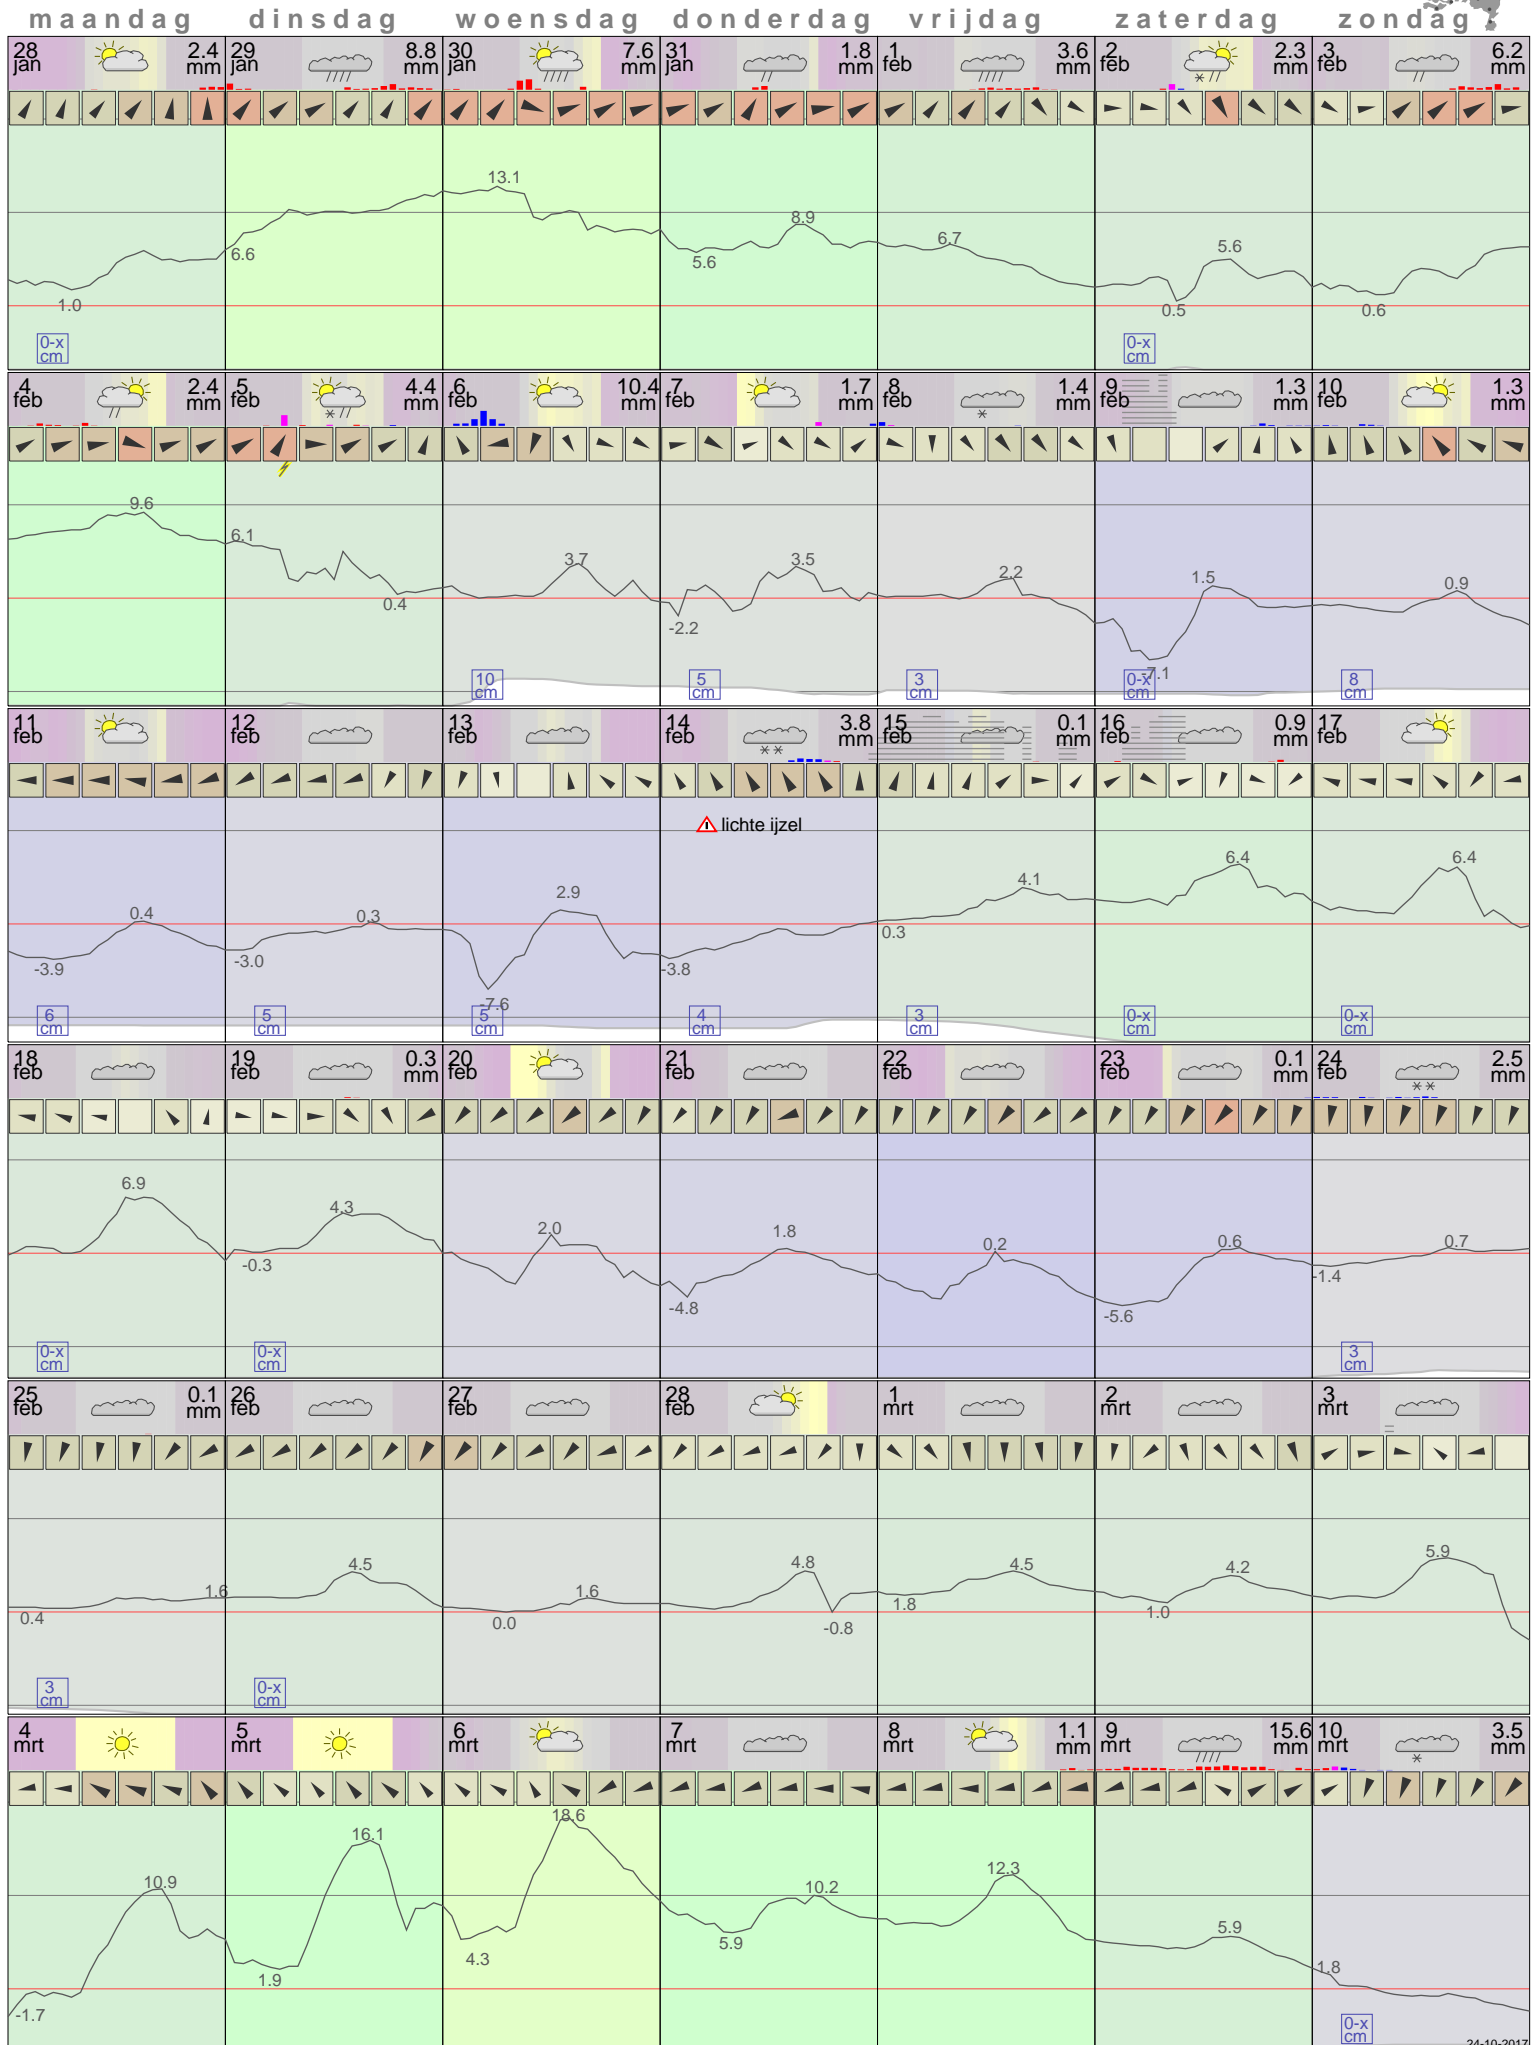 maandag dinsdag woensdag donderdag vrijdag zaterdag zondag
28 jan 2.4 mm 29 jan 8.8 mm 30 jan 7.6 mm 31 jan 1.8 mm 1 feb 3.6 mm 2 feb 2.3 mm 3 feb 6.2 mm
13.1
8.9
6.6 6.7 5.6
5.6
1.0 0.5 0.6
0-x cm 0-x cm
4 feb 2.4 mm 5 feb 4.4 mm 6 feb 10.4 mm 7 feb 1.7 mm 8 feb 1.4 mm 9 feb 1.3 mm 10 feb 1.3 mm
9.6
6.1
3.7 3.5 2.2 1.5 0.9
0.4
-2.2
-7.1
10 cm 5 cm 3 cm 0-x cm 8 cm
11 feb 12 feb 13 feb 14 feb 3.8 mm 15 feb 0.1 mm 16 feb 0.9 mm 17 feb
lichte ijzel
6.4 6.4
4.1
2.9
0.4 0.3
0.3
-3.9 -3.0 -3.8
-7.6
6 cm 5 cm 5 cm 4 cm 3 cm 0-x cm 0-x cm
18 feb 19 feb 0.3 mm 20 feb 21 feb 22 feb 23 feb 0.1 mm 24 feb 2.5 mm
6.9
4.3
2.0 1.8 0.2 0.6 0.7
-0.3 -1.4
-4.8 -5.6
0-x cm 0-x cm 3 cm
25 feb 0.1 mm 26 feb 27 feb 28 feb 1 mrt 2 mrt 3 mrt
5.9
4.5 4.8 4.5 4.2
1.6 1.6
0.4 0.0 -0.8 1.8 1.0
3 cm 0-x cm
4 mrt 5 mrt 6 mrt 7 mrt 8 mrt 1.1 mm 9 mrt 15.6 mm 10 mrt 3.5 mm
18.6
16.1
10.9 10.2 12.3
5.9
4.3 5.9
1.9 1.8
-1.7
0-x cm
24-10-2017